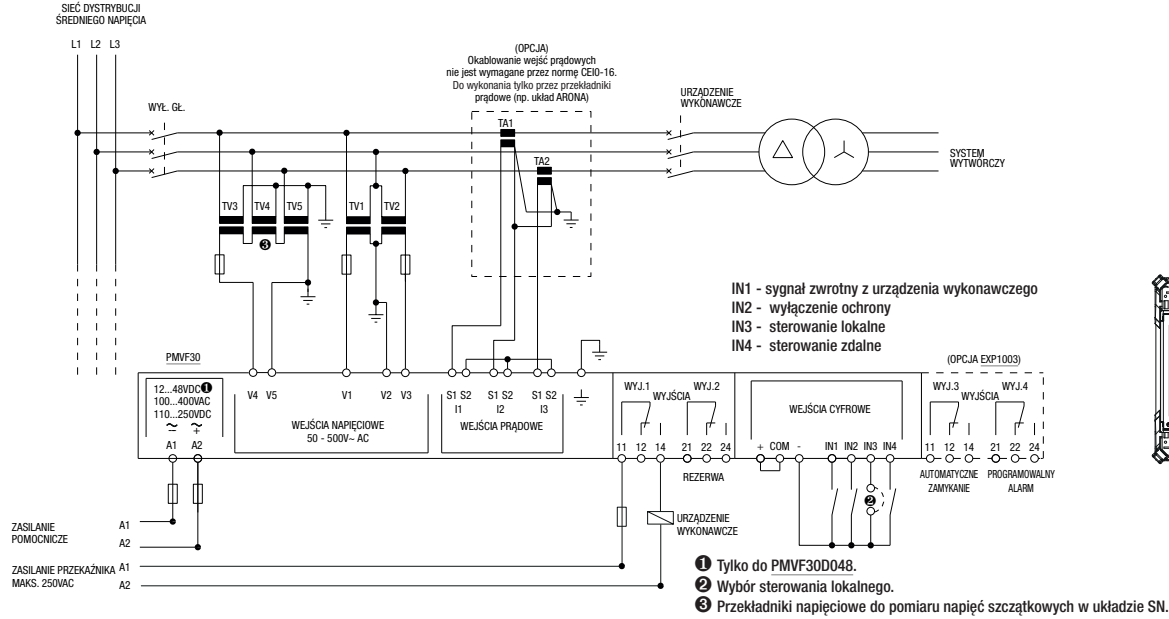 SIEĆ DYSTRYBUCJI
ŚREDNIEGO NAPIĘCIA
L1 L2 L3
WYŁ. GŁ.
(OPCJA)
Okablowanie wejść prądowych
nie jest wymagane przez normę CEI0-16.
Do wykonania tylko przez przekładniki
prądowe (np. układ ARONA)
TA1
TA2
URZĄDZENIE
WYKONAWCZE
SYSTEM
WYTWÓRCZY
TV3 TV4 TV5
TV1 TV2
❸
IN1 - sygnał zwrotny z urządzenia wykonawczego
IN2 - wyłączenie ochrony
IN3 - sterowanie lokalne
IN4 - sterowanie zdalne
PMVF30
(OPCJA EXP1003)
12...48VDC❶
100...400VAC
110...250VDC
~ ~
− +
A1 A2
V4 V5 V1 V2 V3
WEJŚCIA NAPIĘCIOWE
50 - 500V~ AC
S1 S2 S1 S2 S1 S2
I1 I2 I3
WEJŚCIA PRĄDOWE
WYJ.1 WYJ.2
WYJŚCIA
11 12 14 21 22 24
REZERWA
WEJŚCIA CYFROWE
+ COM - IN1 IN2 IN3 IN4
❷
WYJ.3 WYJ.4
WYJŚCIA
11 12 14 21 22 24
AUTOMATYCZNE
ZAMYKANIE
PROGRAMOWALNY
ALARM
ZASILANIE
POMOCNICZE
A1
A2
ZASILANIE PRZEKAŹNIKA
MAKS. 250VAC
A1
A2
URZĄDZENIE
WYKONAWCZE
❶ Tylko do PMVF30D048.
❷ Wybór sterowania lokalnego.
❸ Przekładniki napięciowe do pomiaru napięć szczątkowych w układzie SN.